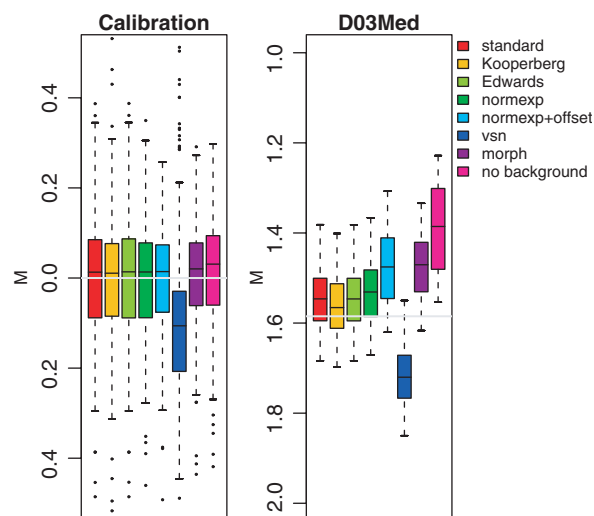 Calibration
D03Med
M
0.4
0.2
0.0
0.2
0.4
M
1.0
1.2
1.4
1.6
1.8
2.0
standard
Kooperberg
Edwards
normexp
normexp+offset
vsn
morph
no background